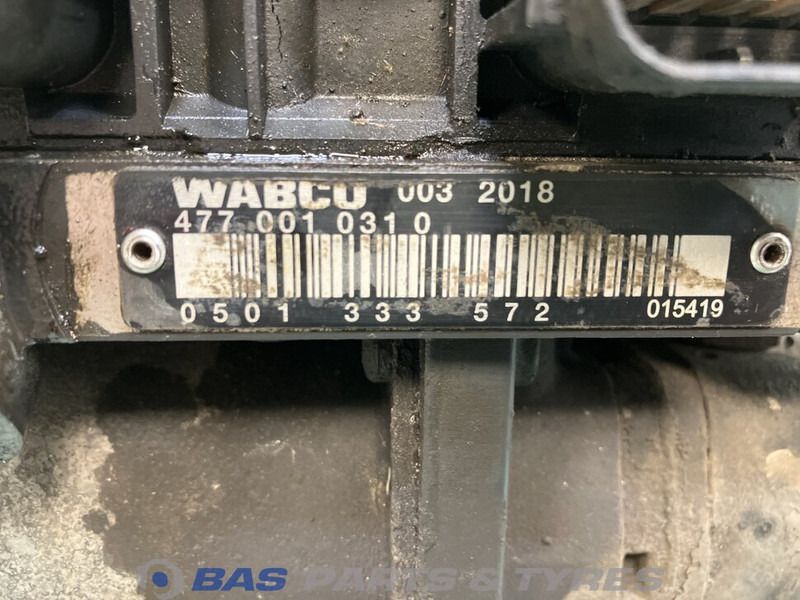 WABCO 003 2018
477 001 031 0
0501 333 572 015419
BAS PARTS & TYRES